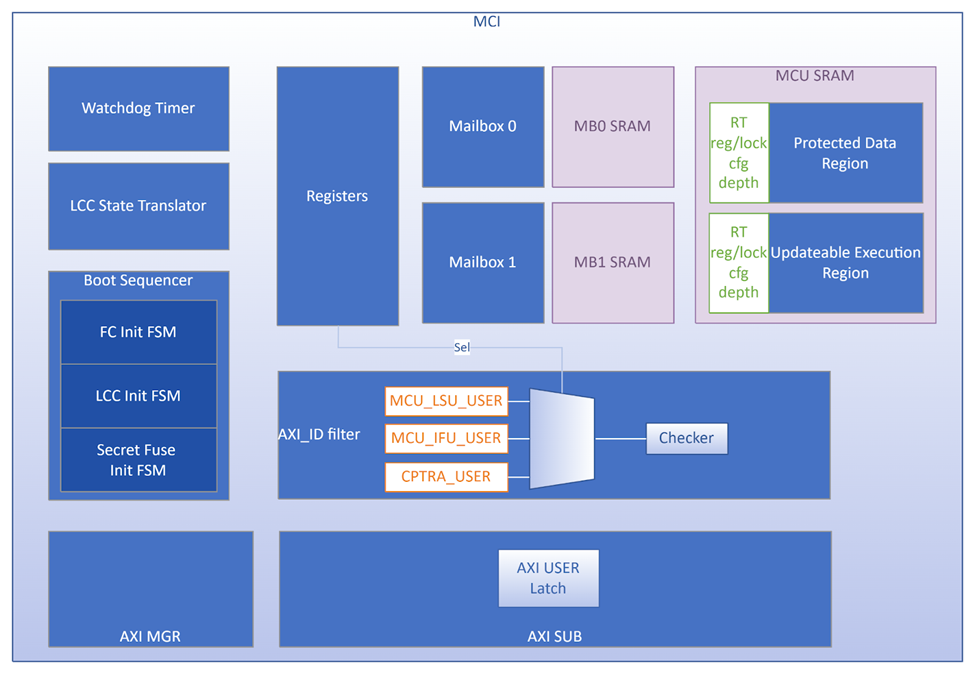 MCI
Watchdog Timer
LCC State Translator
Boot Sequencer
FC Init FSM
LCC Init FSM
Secret Fuse
Init FSM
Registers
Mailbox 0
MB0 SRAM
Mailbox 1
MB1 SRAM
MCU SRAM
RT
reg/lock
cfg
depth
Protected Data
Region
RT
reg/lock
cfg
depth
Updateable Execution
Region
Sel
AXI_ID filter
MCU_LSU_USER
MCU_IFU_USER
CPTRA_USER
Checker
AXI MGR
AXI USER
Latch
AXI SUB